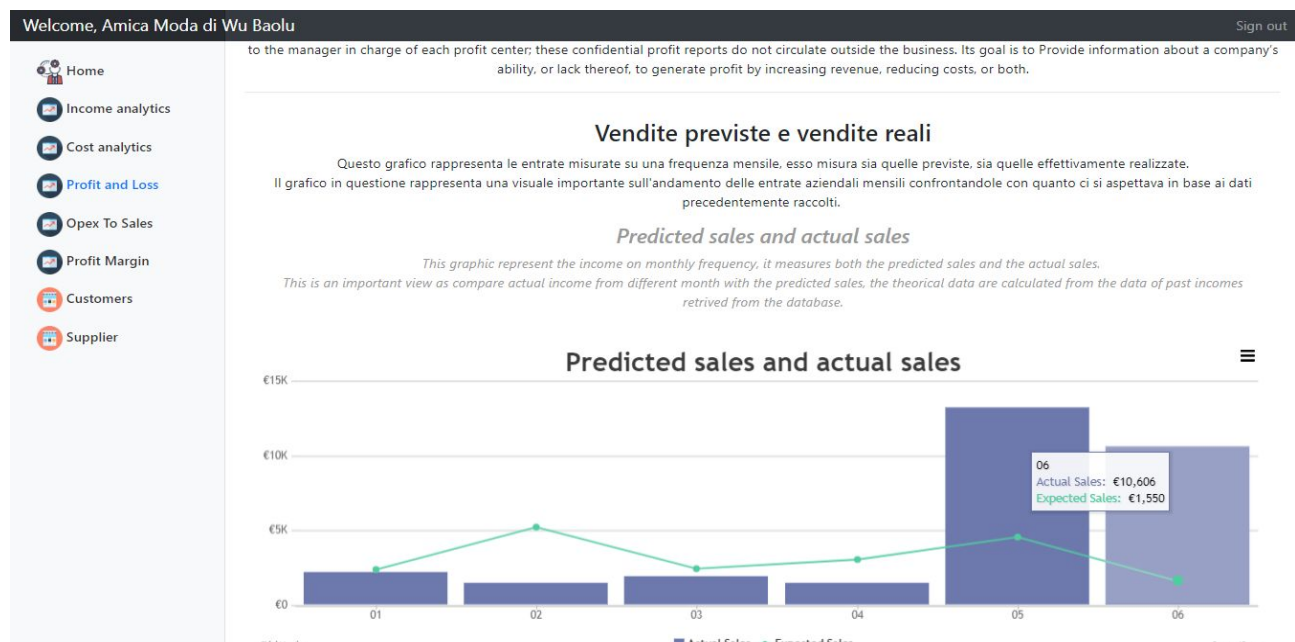 Welcome, Amica Moda di Wu Baolu
Sign out
Home
Income analytics
Cost analytics
Profit and Loss
Opex To Sales
Profit Margin
Customers
Supplier
to the manager in charge of each profit center; these confidential profit reports do not circulate outside the business. Its goal is to Provide information about a company's
ability, or lack thereof, to generate profit by increasing revenue, reducing costs, or both.
Vendite previste e vendite reali
Questo grafico rappresenta le entrate misurate su una frequenza mensile, esso misura sia quelle previste, sia quelle effettivamente realizzate.
Il grafico in questione rappresenta una visuale importante sull'andamento delle entrate aziendali mensili confrontandole con quanto ci si aspettava in base ai dati
precedentemente raccolti.
Predicted sales and actual sales
This graphic represent the income on monthly frequency, it measures both the predicted sales and the actual sales.
This is an important view as compare actual income from different month with the predicted sales, the theorical data are calculated from the data of past incomes
retrived from the database.
Predicted sales and actual sales
€15K
€10K
€5K
€0
06
Actual Sales: €10,606
Expected Sales: €1,550
01 02 03 04 05 06
Actual Sales Expected Sales